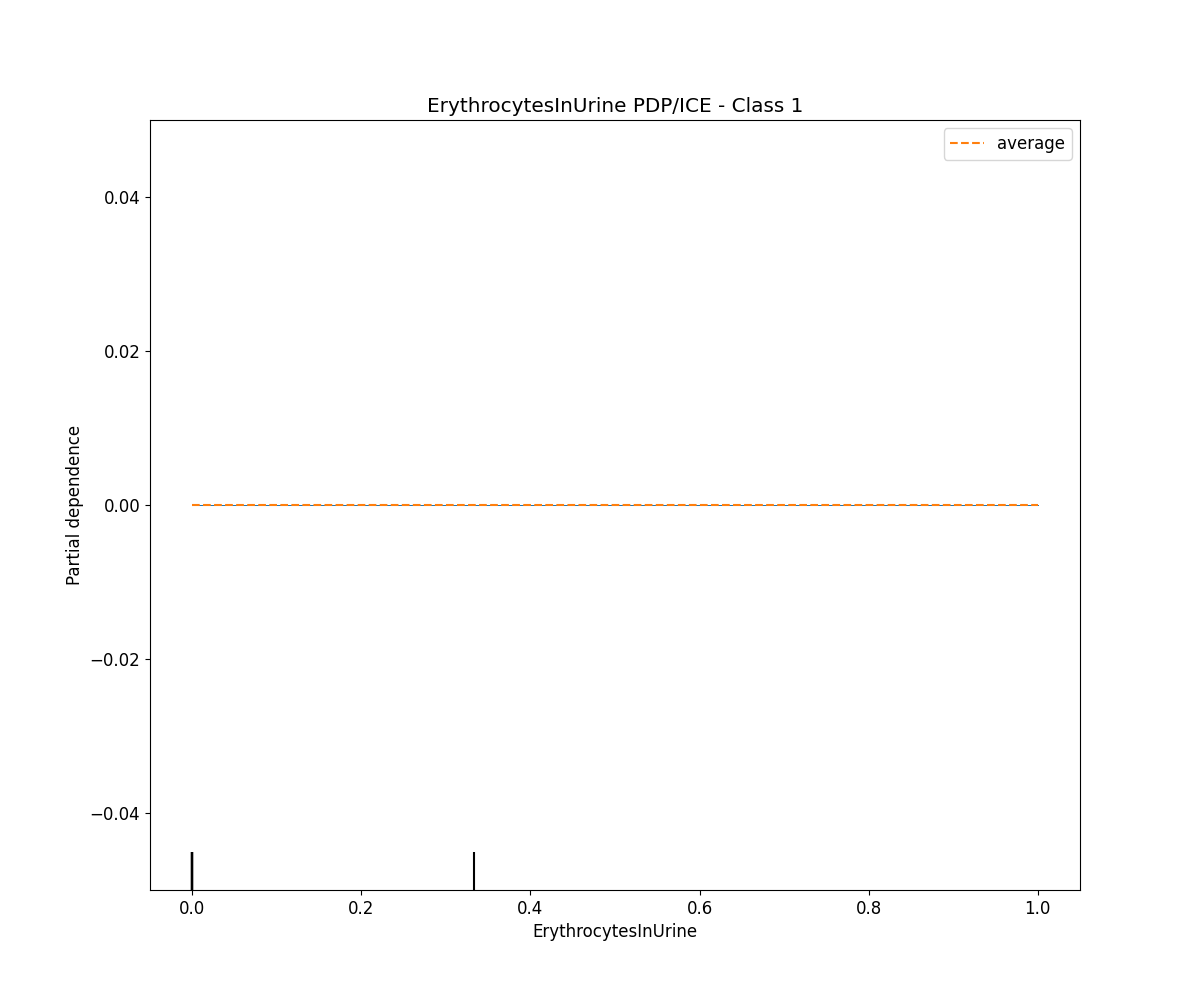 ErythrocytesInUrine PDP/ICE - Class 1
average
0.04
0.02
0.00
−0.02
−0.04
Partial dependence
0.0 0.2 0.4 0.6 0.8 1.0
ErythrocytesInUrine